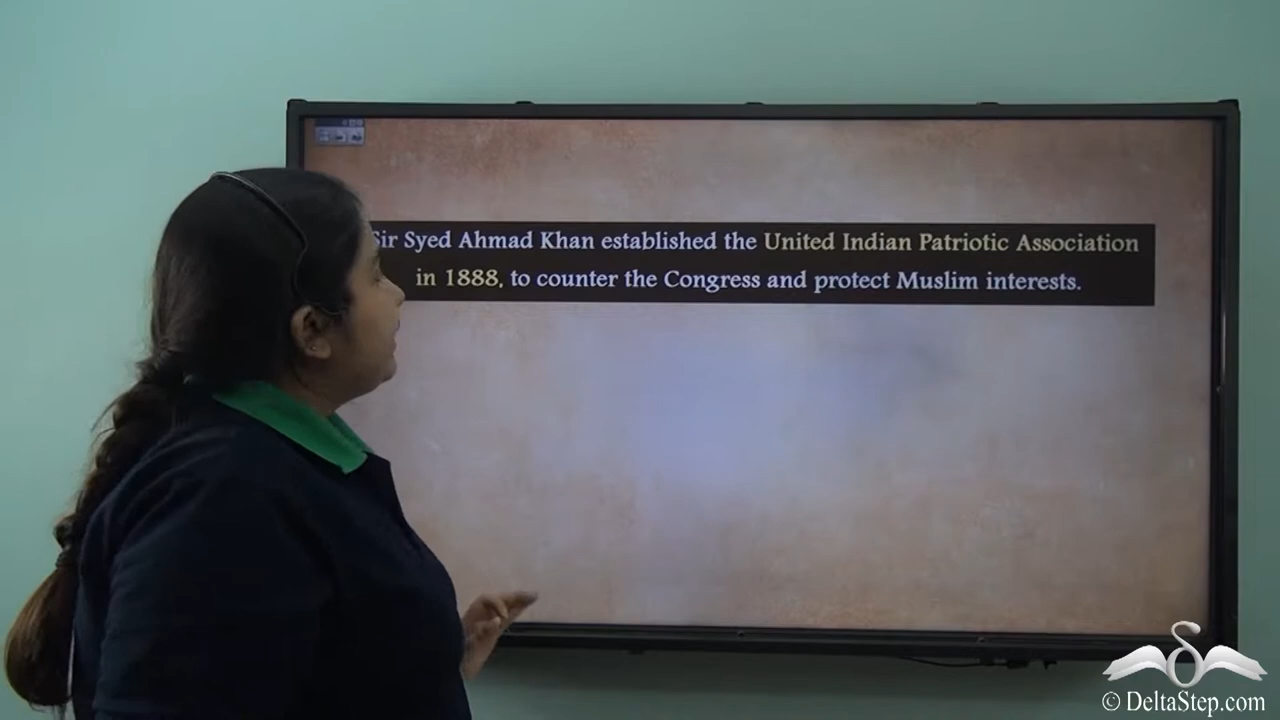 Sir Syed Ahmad Khan established the United Indian Patriotic Association
in 1888, to counter the Congress and protect Muslim interests.
© DeltaStep.com